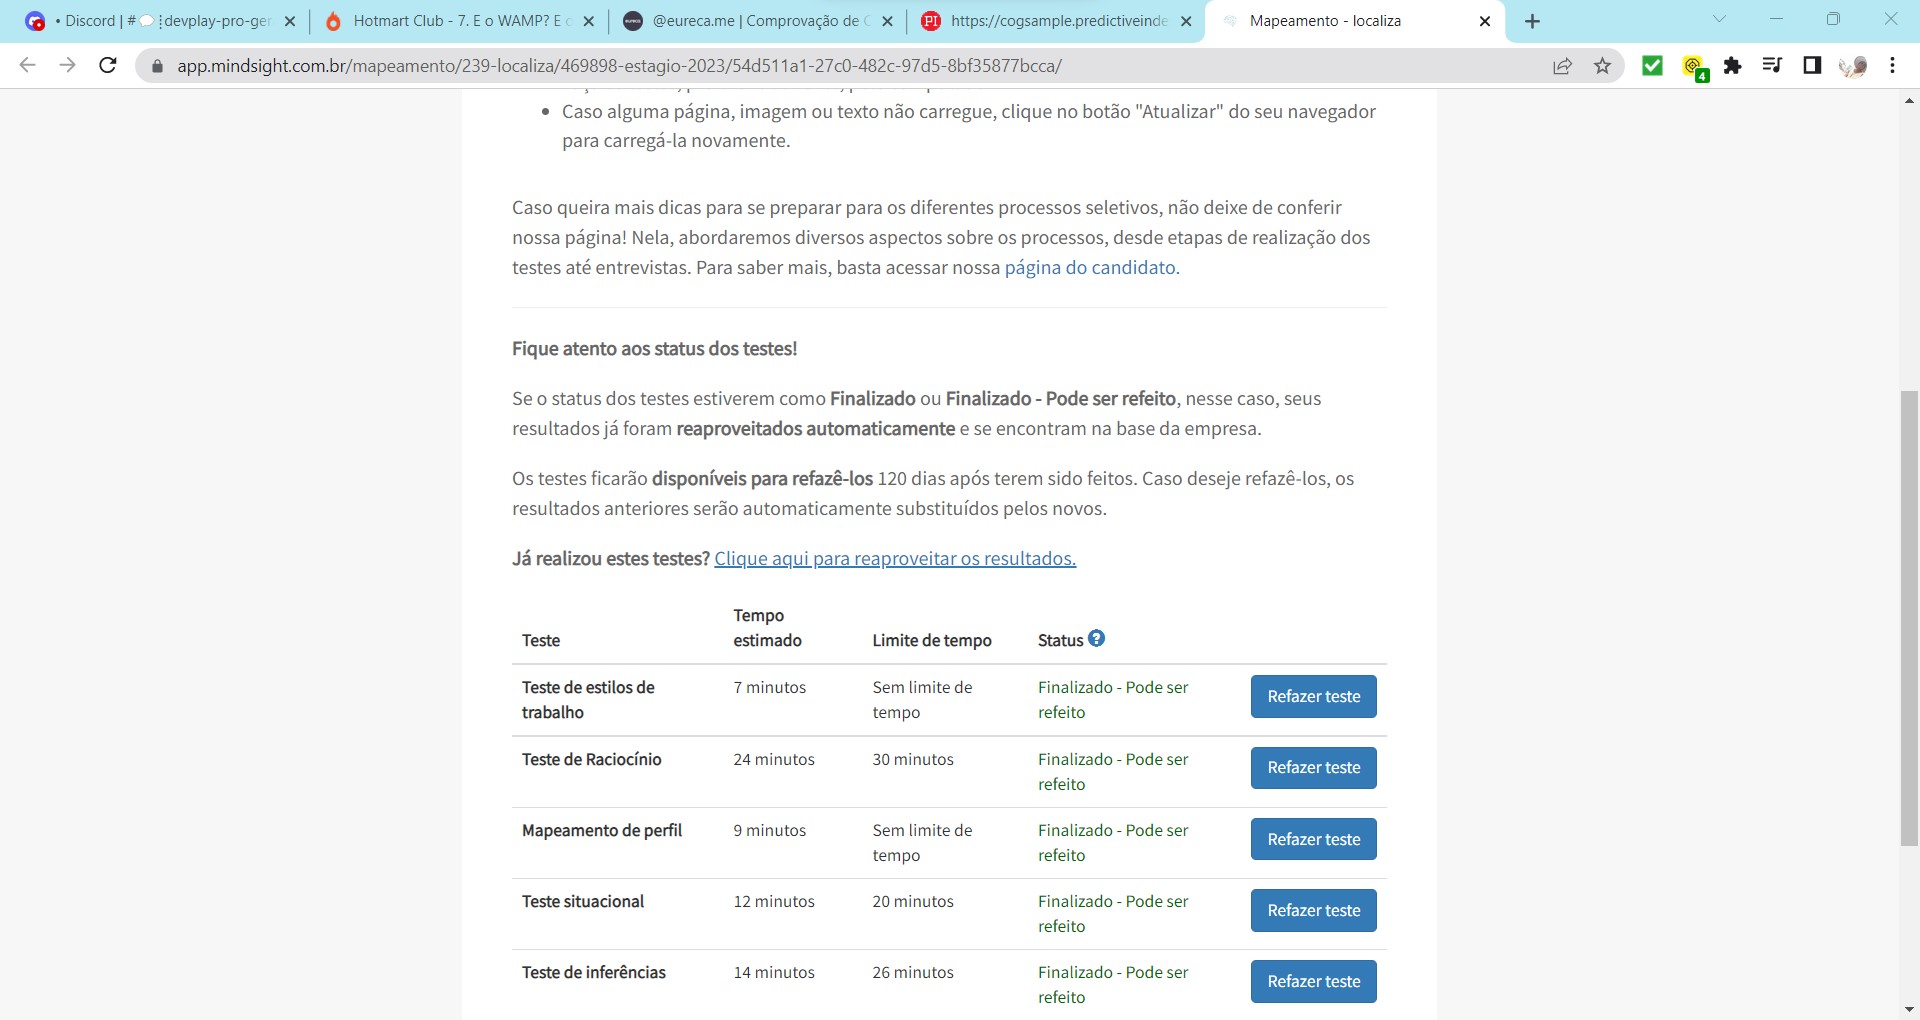 • Discord | # 💬┊devplay-pro-ger
Hotmart Club - 7. E o WAMP? E o
@eureca.me | Comprovação de C
https://cogsample.predictiveinde
Mapeamento - localiza
app.mindsight.com.br/mapeamento/239-localiza/469898-estagio-2023/54d511a1-27c0-482c-97d5-8bf35877bcca/
4
• Caso alguma página, imagem ou texto não carregue, clique no botão "Atualizar" do seu navegador
para carregá-la novamente.
Caso queira mais dicas para se preparar para os diferentes processos seletivos, não deixe de conferir
nossa página! Nela, abordaremos diversos aspectos sobre os processos, desde etapas de realização dos
testes até entrevistas. Para saber mais, basta acessar nossa página do candidato.
Fique atento aos status dos testes!
Se o status dos testes estiverem como Finalizado ou Finalizado - Pode ser refeito, nesse caso, seus
resultados já foram reaproveitados automaticamente e se encontram na base da empresa.
Os testes ficarão disponíveis para refazê-los 120 dias após terem sido feitos. Caso deseje refazê-los, os
resultados anteriores serão automaticamente substituídos pelos novos.
Já realizou estes testes? Clique aqui para reaproveitar os resultados.
Teste Tempo estimado Limite de tempo Status ?
Teste de estilos de trabalho 7 minutos Sem limite de tempo Finalizado - Pode ser refeito Refazer teste
Teste de Raciocínio 24 minutos 30 minutos Finalizado - Pode ser refeito Refazer teste
Mapeamento de perfil 9 minutos Sem limite de tempo Finalizado - Pode ser refeito Refazer teste
Teste situacional 12 minutos 20 minutos Finalizado - Pode ser refeito Refazer teste
Teste de inferências 14 minutos 26 minutos Finalizado - Pode ser refeito Refazer teste